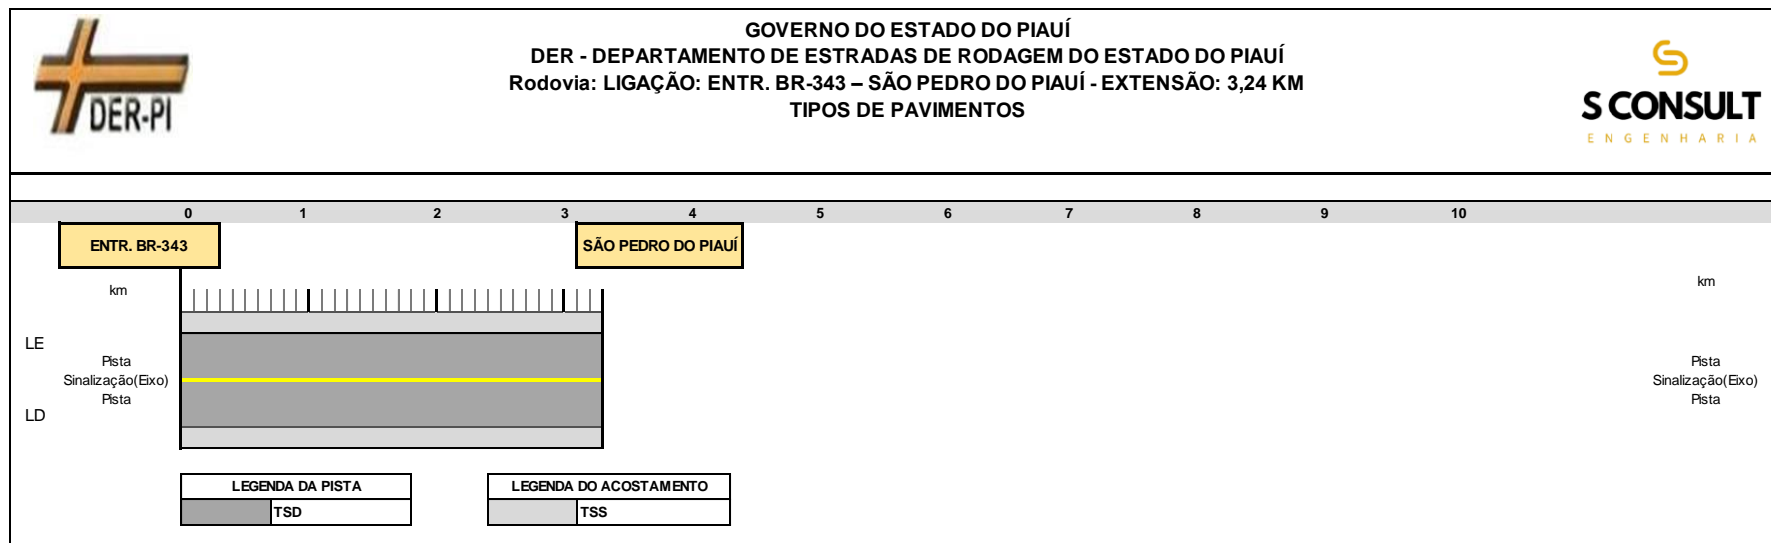 GOVERNO DO ESTADO DO PIAUÍ
DER - DEPARTAMENTO DE ESTRADAS DE RODAGEM DO ESTADO DO PIAUÍ
Rodovia: LIGAÇÃO: ENTR. BR-343 – SÃO PEDRO DO PIAUÍ - EXTENSÃO: 3,24 KM
TIPOS DE PAVIMENTOS
DER-PI
S CONSULT
ENGENHARIA
0 1 2 3 4 5 6 7 8 9 10
ENTR. BR-343 SÃO PEDRO DO PIAUÍ
km km
LE
Pista Pista
Sinalização(Eixo) Sinalização(Eixo)
Pista Pista
LD
LEGENDA DA PISTA LEGENDA DO ACOSTAMENTO
TSD TSS